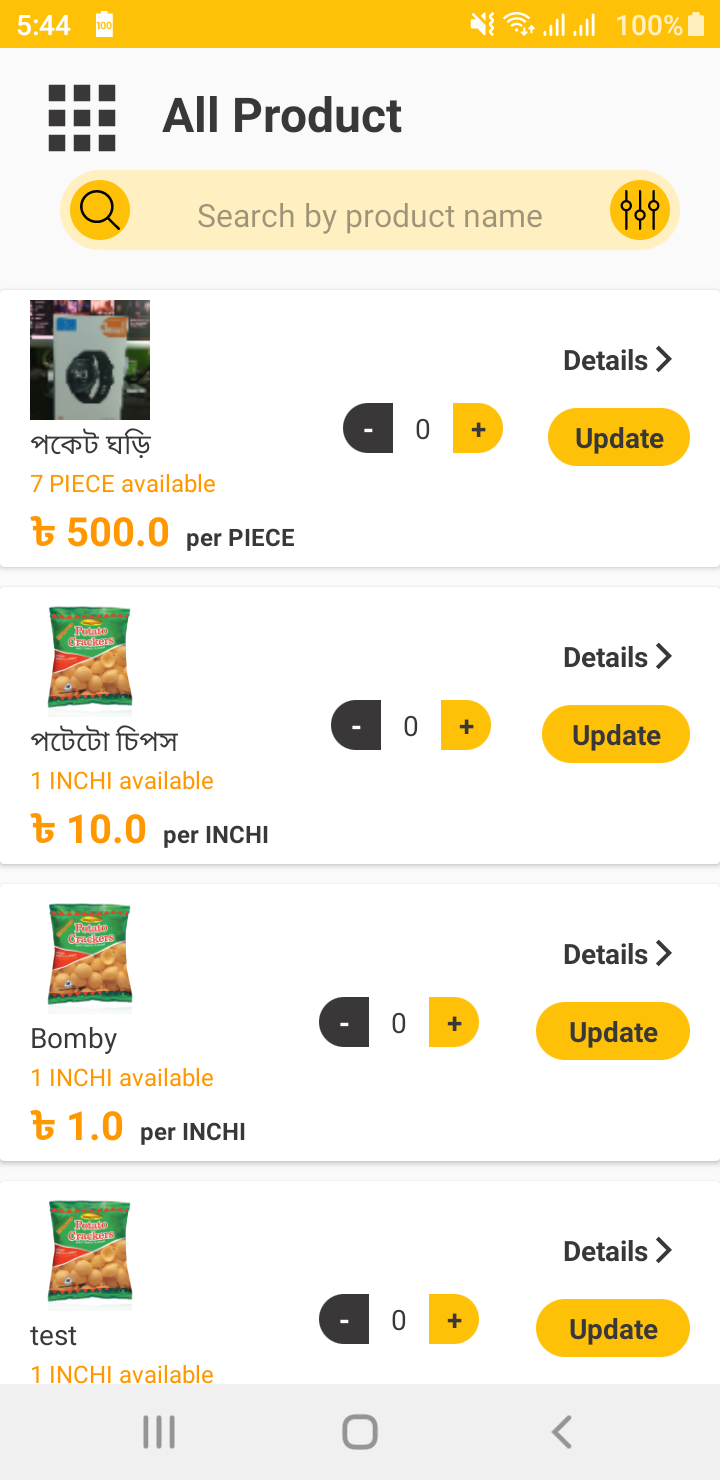 5:44
100
100%
All Product
Search by product name
Details
পকেট ঘড়ি
- 0 +
Update
7 PIECE available
৳ 500.0 per PIECE
Potato
Crackers
Details
পটেটো চিপস
- 0 +
Update
1 INCHI available
৳ 10.0 per INCHI
Potato
Crackers
Details
Bomby
- 0 +
Update
1 INCHI available
৳ 1.0 per INCHI
Potato
Crackers
Details
test
- 0 +
Update
1 INCHI available